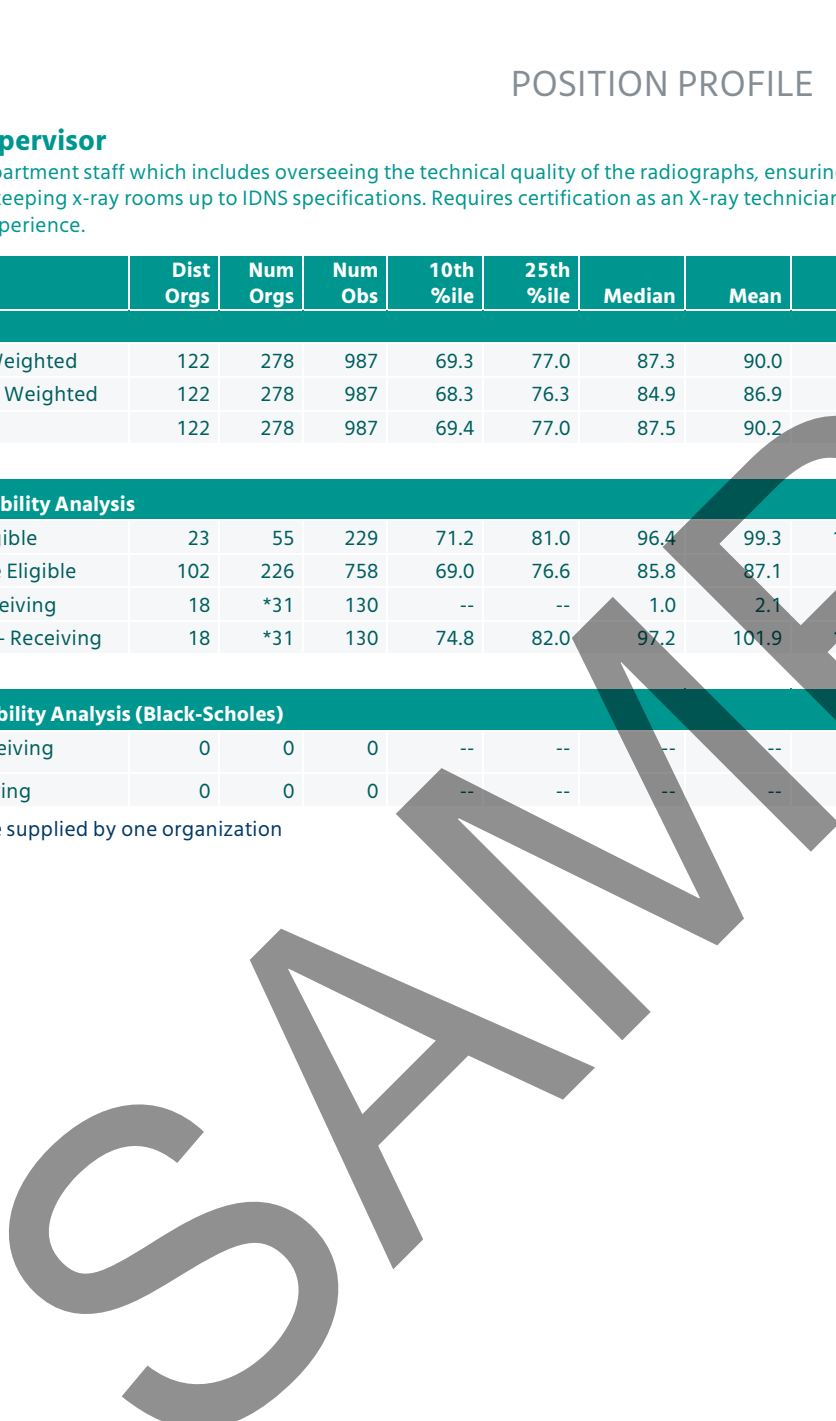 POSITION PROFILE
pervisor
partment staff which includes overseeing the technical quality of the radiographs, ensuring
keeping x-ray rooms up to IDNS specifications. Requires certification as an X-ray technician
perience.
Dist Orgs Num Orgs Num Obs 10th %ile 25th %ile Median Mean
Weighted 122 278 987 69.3 77.0 87.3 90.0
Weighted 122 278 987 68.3 76.3 84.9 86.9
122 278 987 69.4 77.0 87.5 90.2
bility Analysis
gible 23 55 229 71.2 81.0 96.4 99.3 1
e Eligible 102 226 758 69.0 76.6 85.8 87.1
eiving 18 *31 130 -- -- 1.0 2.1
- Receiving 18 *31 130 74.8 82.0 97.2 101.9 1
bility Analysis (Black-Scholes)
eiving 0 0 0 -- -- -- --
ing 0 0 0 -- -- -- --
e supplied by one organization
SAMP